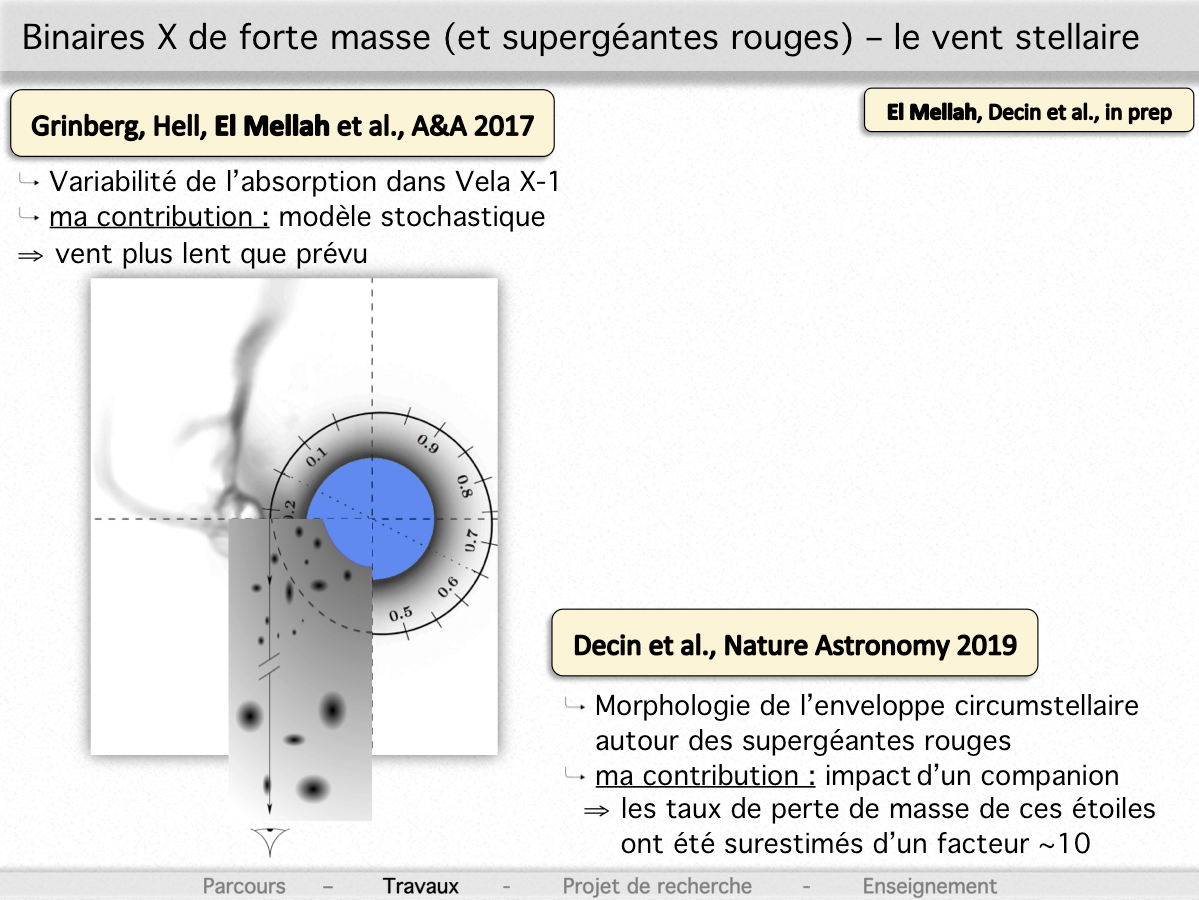 Binaires X de forte masse (et supergéantes rouges) – le vent stellaire
Grinberg, Hell, El Mellah et al., A&A 2017
El Mellah, Decin et al., in prep
Variabilité de l'absorption dans Vela X-1
ma contribution : modèle stochastique
⇒ vent plus lent que prévu
0.1
0.9
0.8
0.2
0.7
0.6
0.5
Decin et al., Nature Astronomy 2019
Morphologie de l'enveloppe circumstellaire
autour des supergéantes rouges
ma contribution : impact d'un companion
⇒ les taux de perte de masse de ces étoiles
ont été surestimés d'un facteur ~10
Parcours – Travaux - Projet de recherche - Enseignement